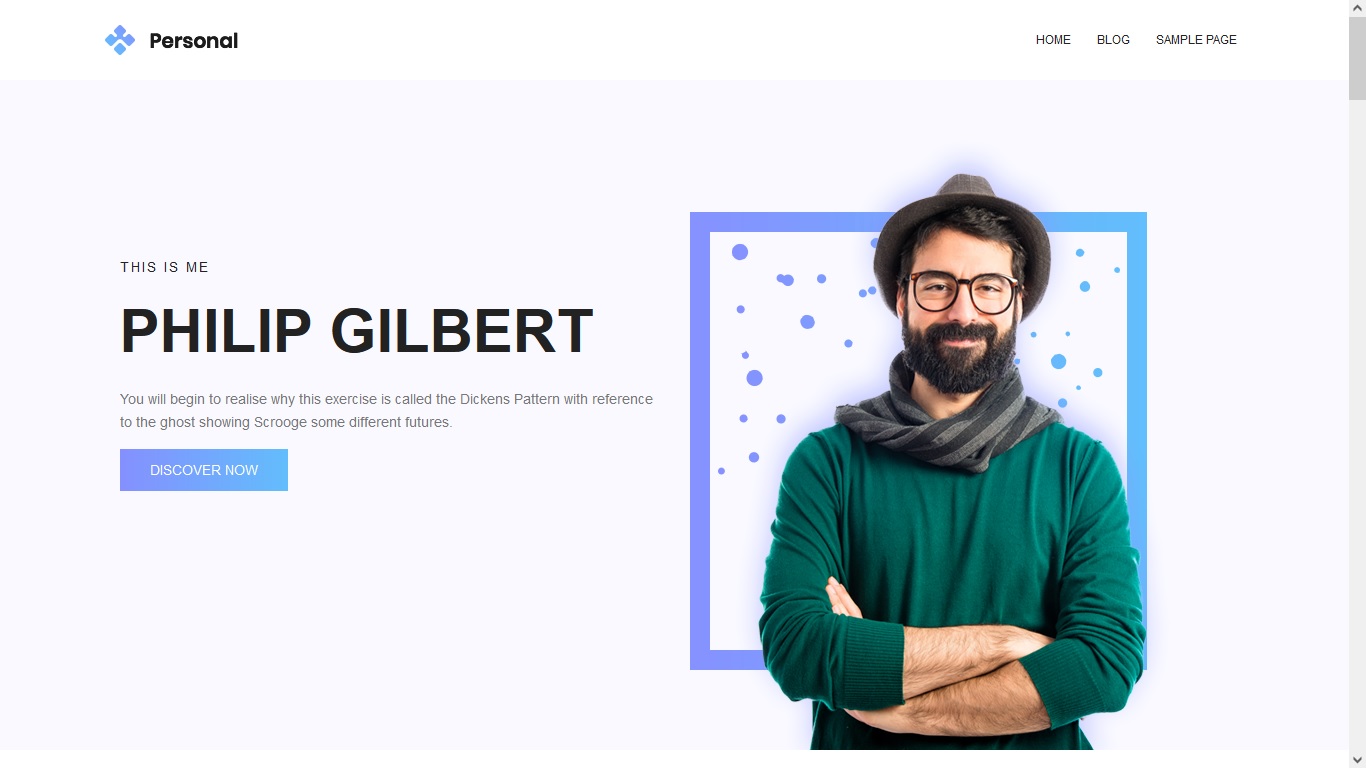 Personal
HOME BLOG SAMPLE PAGE
THIS IS ME
PHILIP GILBERT
You will begin to realise why this exercise is called the Dickens Pattern with reference
to the ghost showing Scrooge some different futures.
DISCOVER NOW